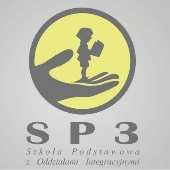 SP3
Szkoła Podstawowa
z Oddziałami Integracyjnymi